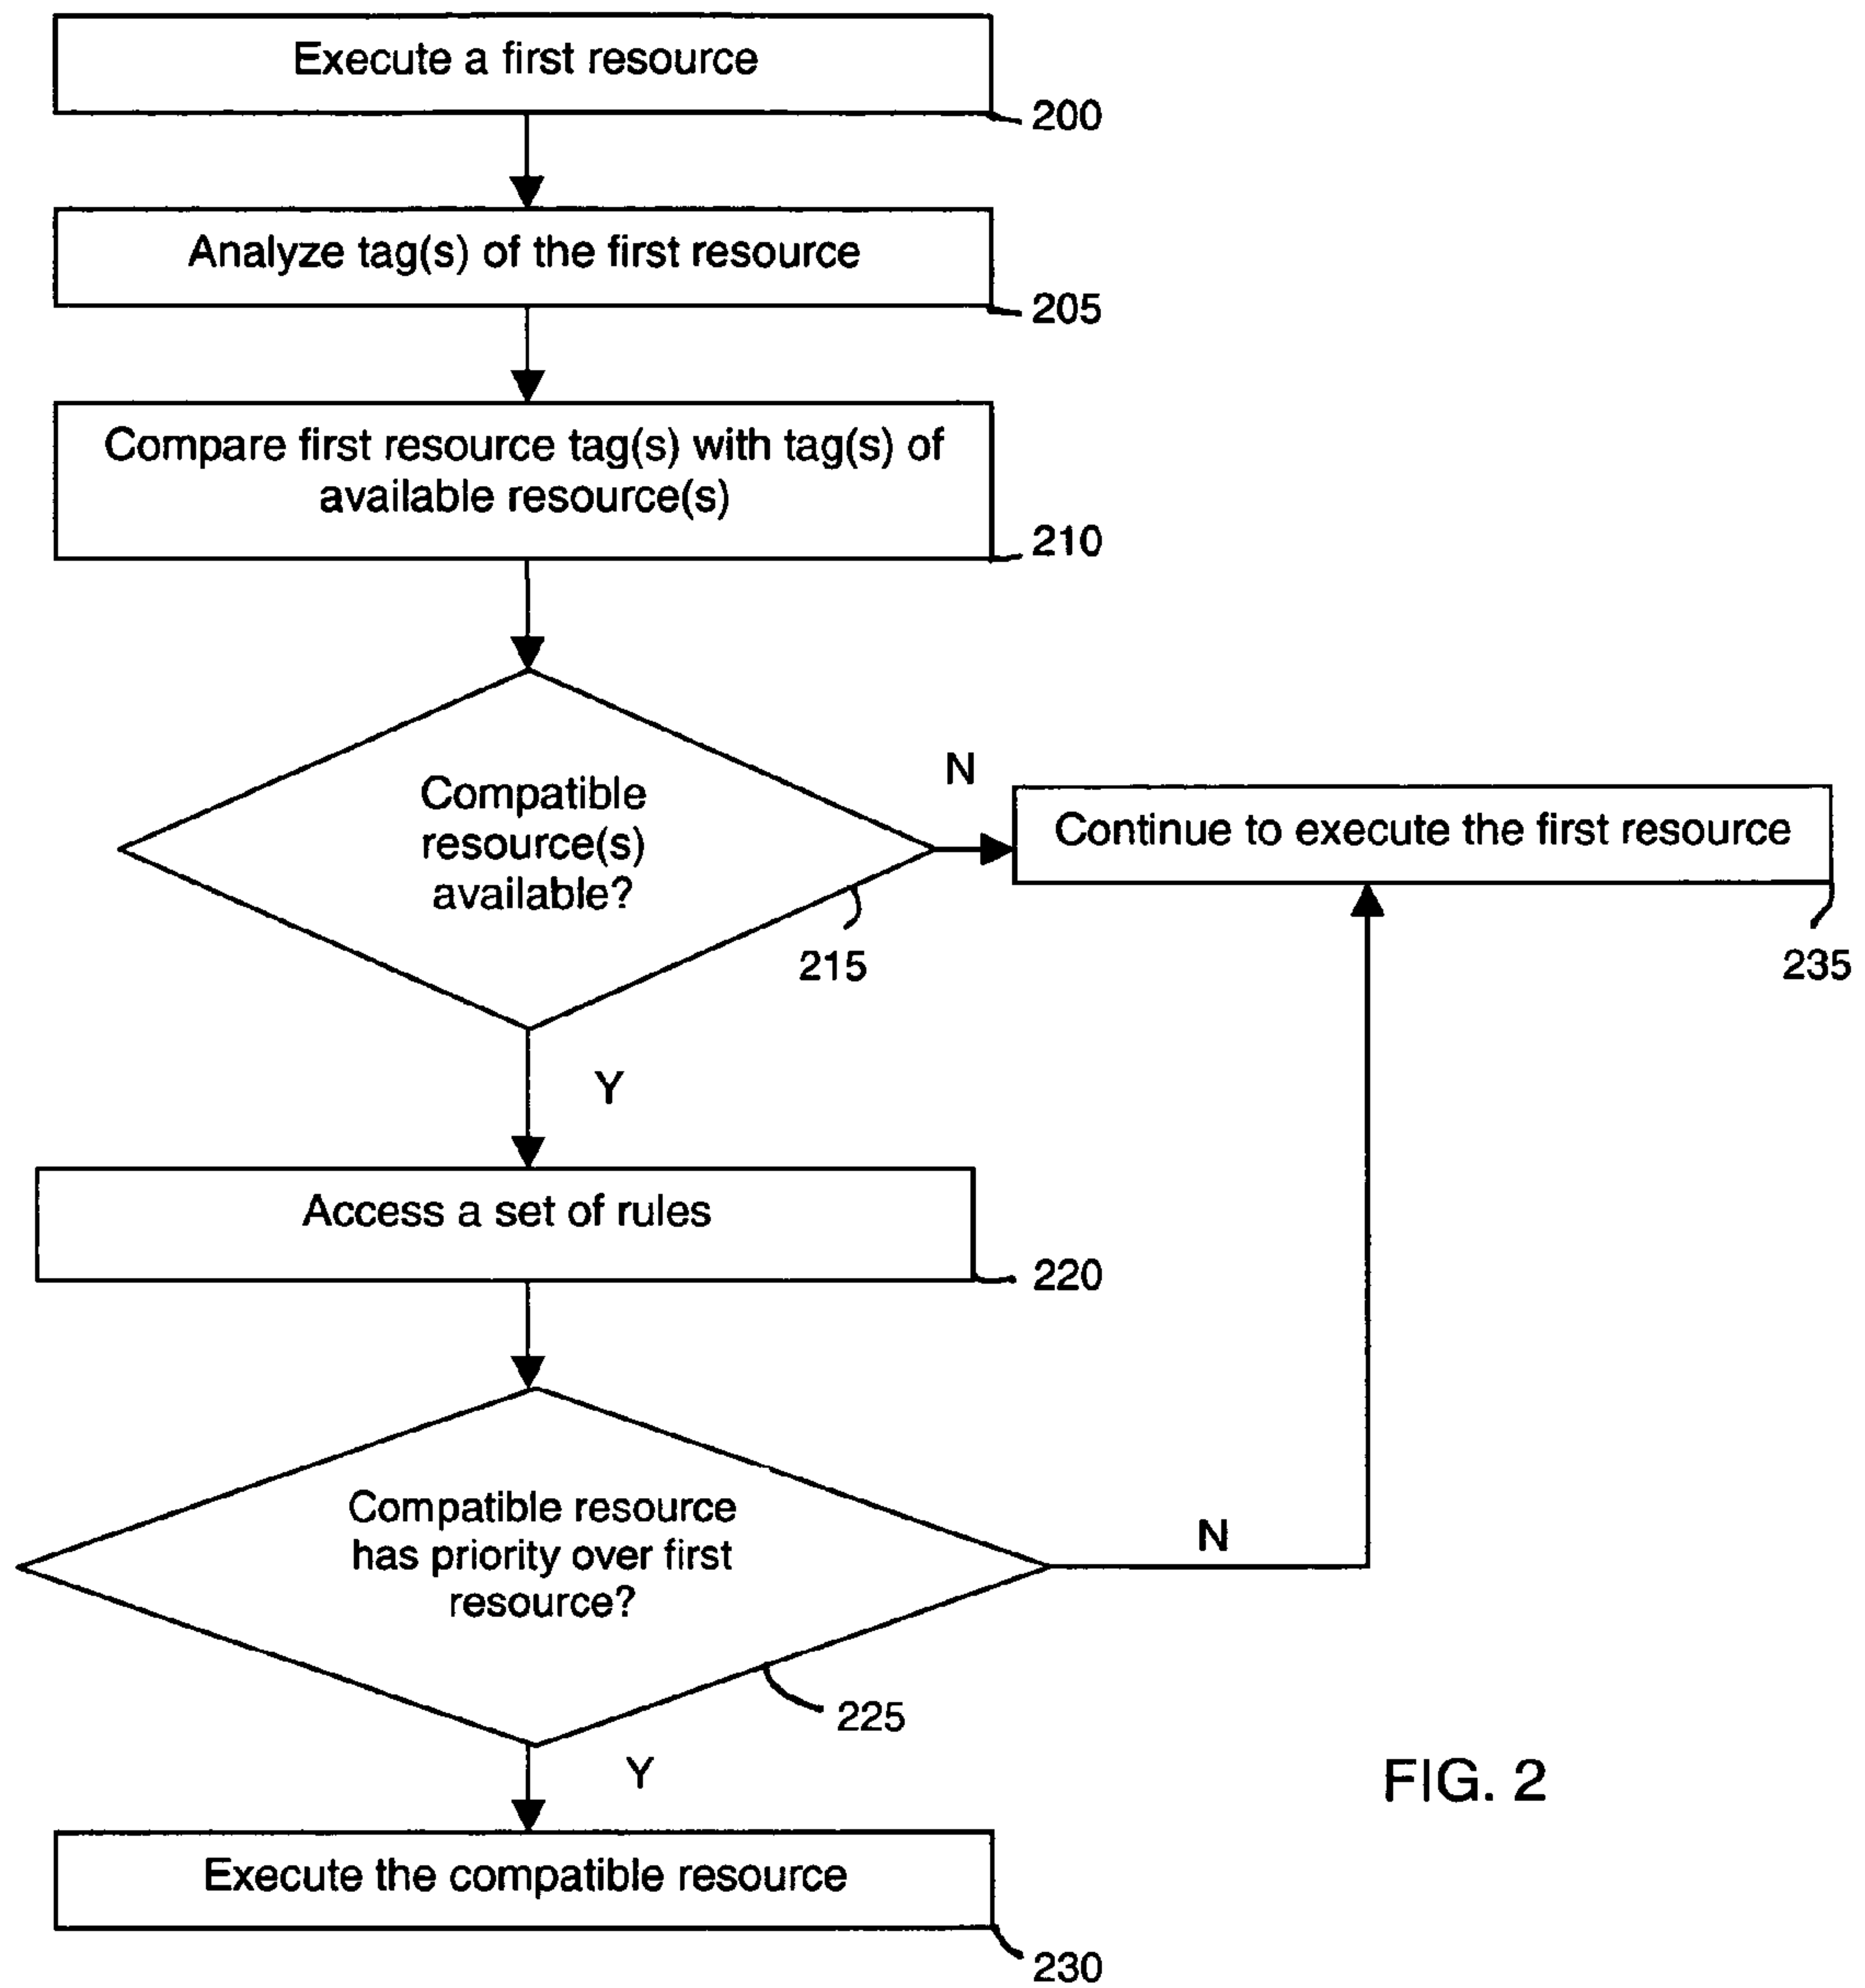 Execute a first resource
200
Analyze tag(s) of the first resource
205
Compare first resource tag(s) with tag(s) of
available resource(s)
210
Compatible
resource(s)
available?
215
N
Continue to execute the first resource
235
Y
Access a set of rules
220
Compatible resource
has priority over first
resource?
225
N
Y
Execute the compatible resource
230
FIG. 2